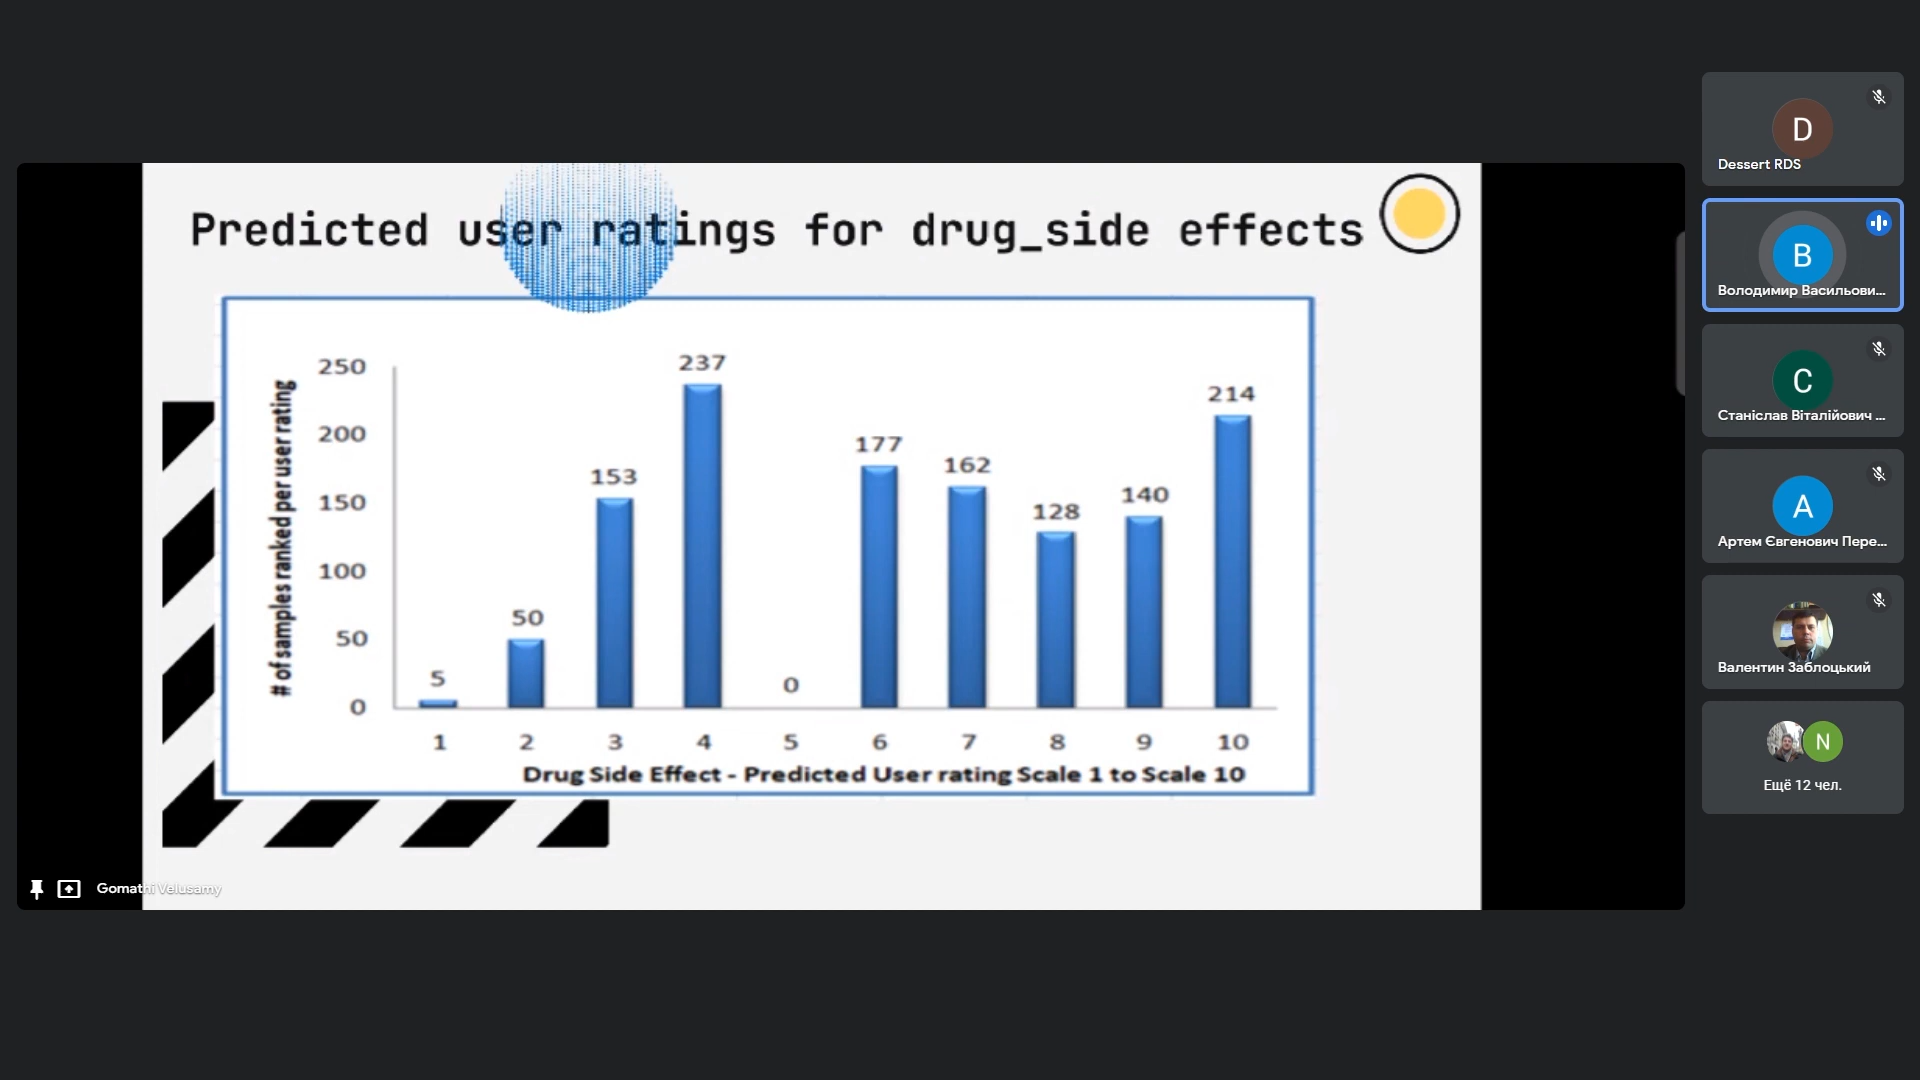 Predicted user ratings for drug_side effects
# of samples ranked per user rating
250
200
150
100
50
0
5
50
153
237
0
177
162
128
140
214
1 2 3 4 5 6 7 8 9 10
Drug Side Effect - Predicted User rating Scale 1 to Scale 10
Gomathi Velusamy
D
Dessert RDS
В
Володимир Васильови...
С
Станіслав Віталійович ...
А
Артем Євгенович Пере...
Валентин Заблоцький
N
Ещё 12 чел.